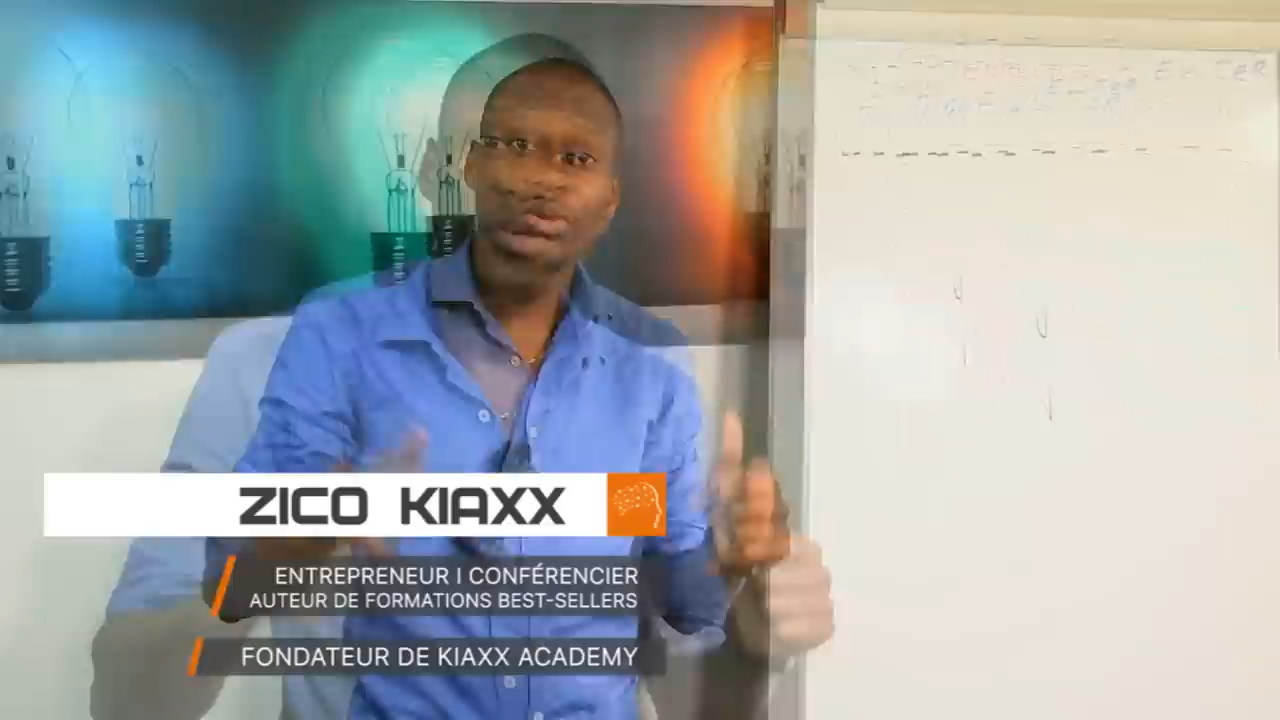 ZICO KIAXX
ENTREPRENEUR I CONFÉRENCIER
AUTEUR DE FORMATIONS BEST-SELLERS
FONDATEUR DE KIAXX ACADEMY